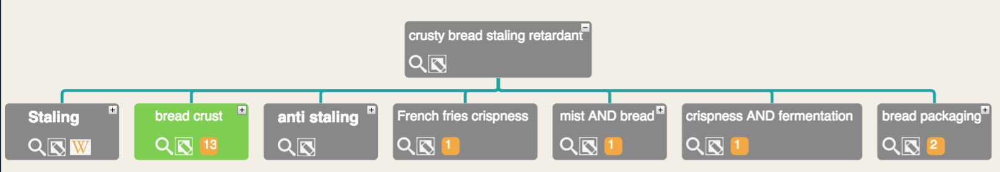 crusty bread staling retardant
Staling
W
bread crust
13
anti staling
French fries crispness
1
mist AND bread
1
crispness AND fermentation
1
bread packaging
2